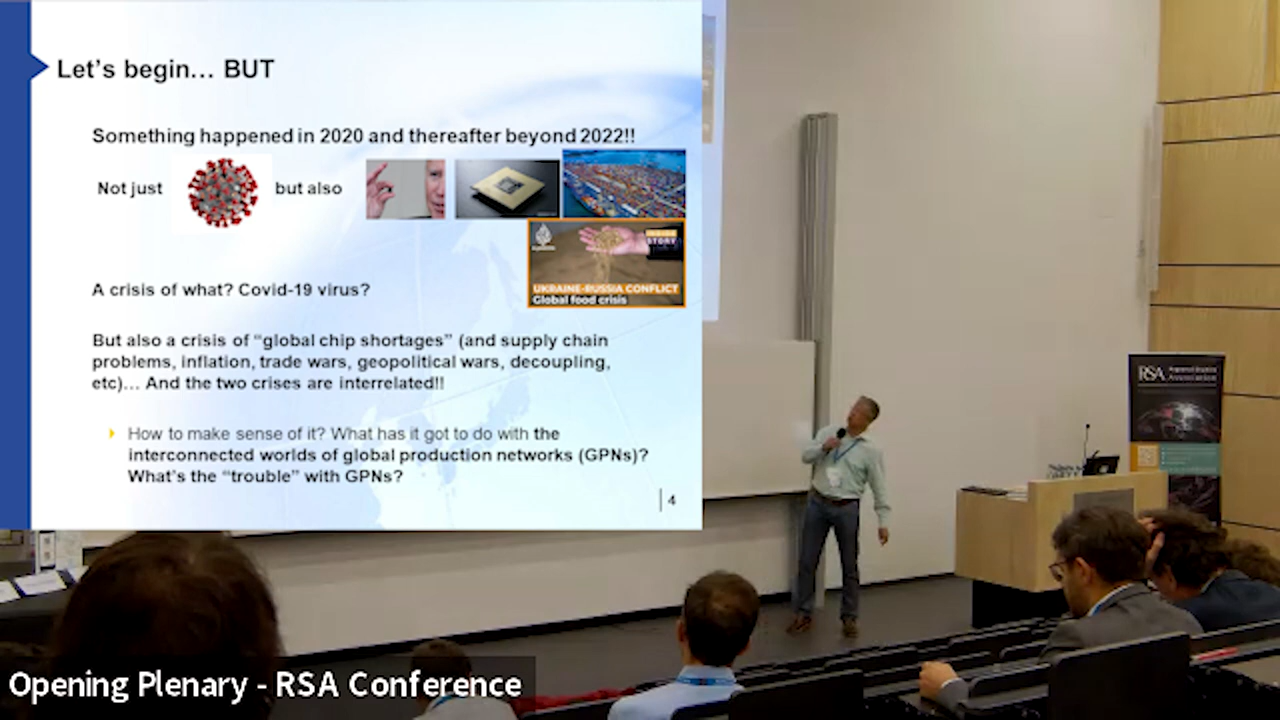 Let's begin... BUT
Something happened in 2020 and thereafter beyond 2022!!
Not just but also
STORY
UKRAINE-RUSSIA CONFLICT
Global food crisis
A crisis of what? Covid-19 virus?
But also a crisis of “global chip shortages” (and supply chain
problems, inflation, trade wars, geopolitical wars, decoupling,
etc)... And the two crises are interrelated!!
How to make sense of it? What has it got to do with the
interconnected worlds of global production networks (GPNs)?
What's the “trouble” with GPNs?
4
RSA
Association
Opening Plenary - RSA Conference